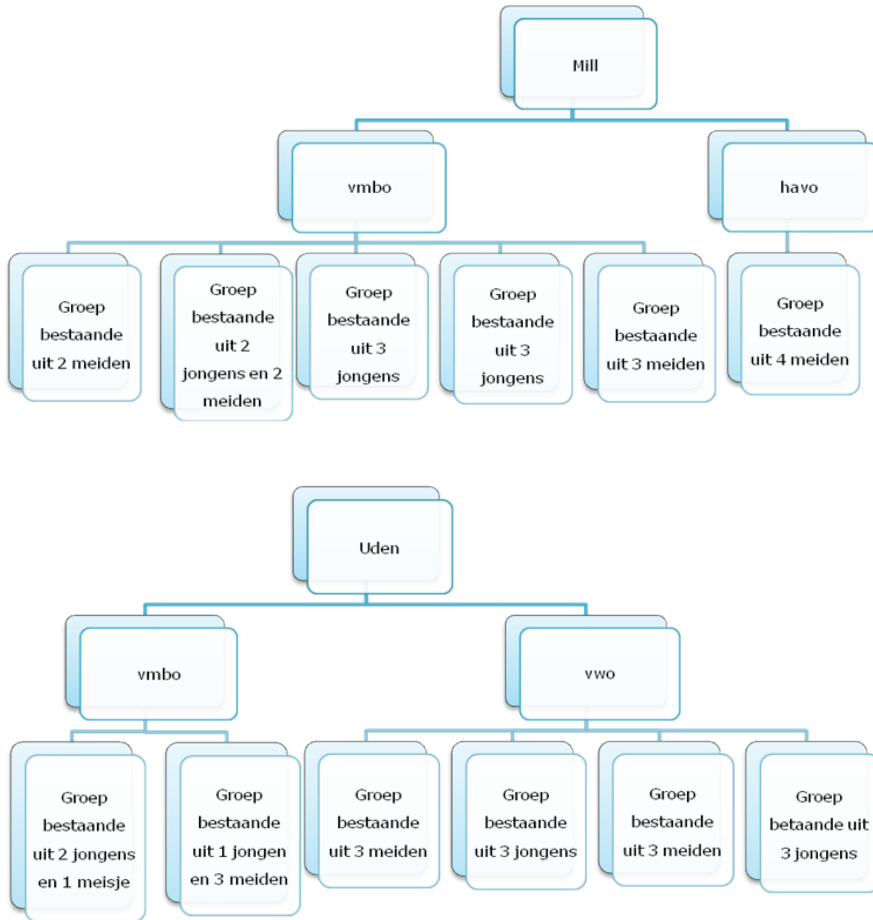 Mill
vmbo
havo
Groep
bestaande
uit 2 meiden
Groep
bestaande
uit 2
jongens en 2
meiden
Groep
bestaande
uit 3
jongens
Groep
bestaande
uit 3
jongens
Groep
bestaande
uit 3 meiden
Groep
bestaande
uit 4 meiden
Uden
vmbo
vwo
Groep
bestaande
uit 2 jongens
en 1 meisje
Groep
bestaande
uit 1 jongen
en 3 meiden
Groep
bestaande
uit 3 meiden
Groep
bestaande
uit 3 jongens
Groep
bestaande
uit 3 meiden
Groep
betaande uit
3 jongens